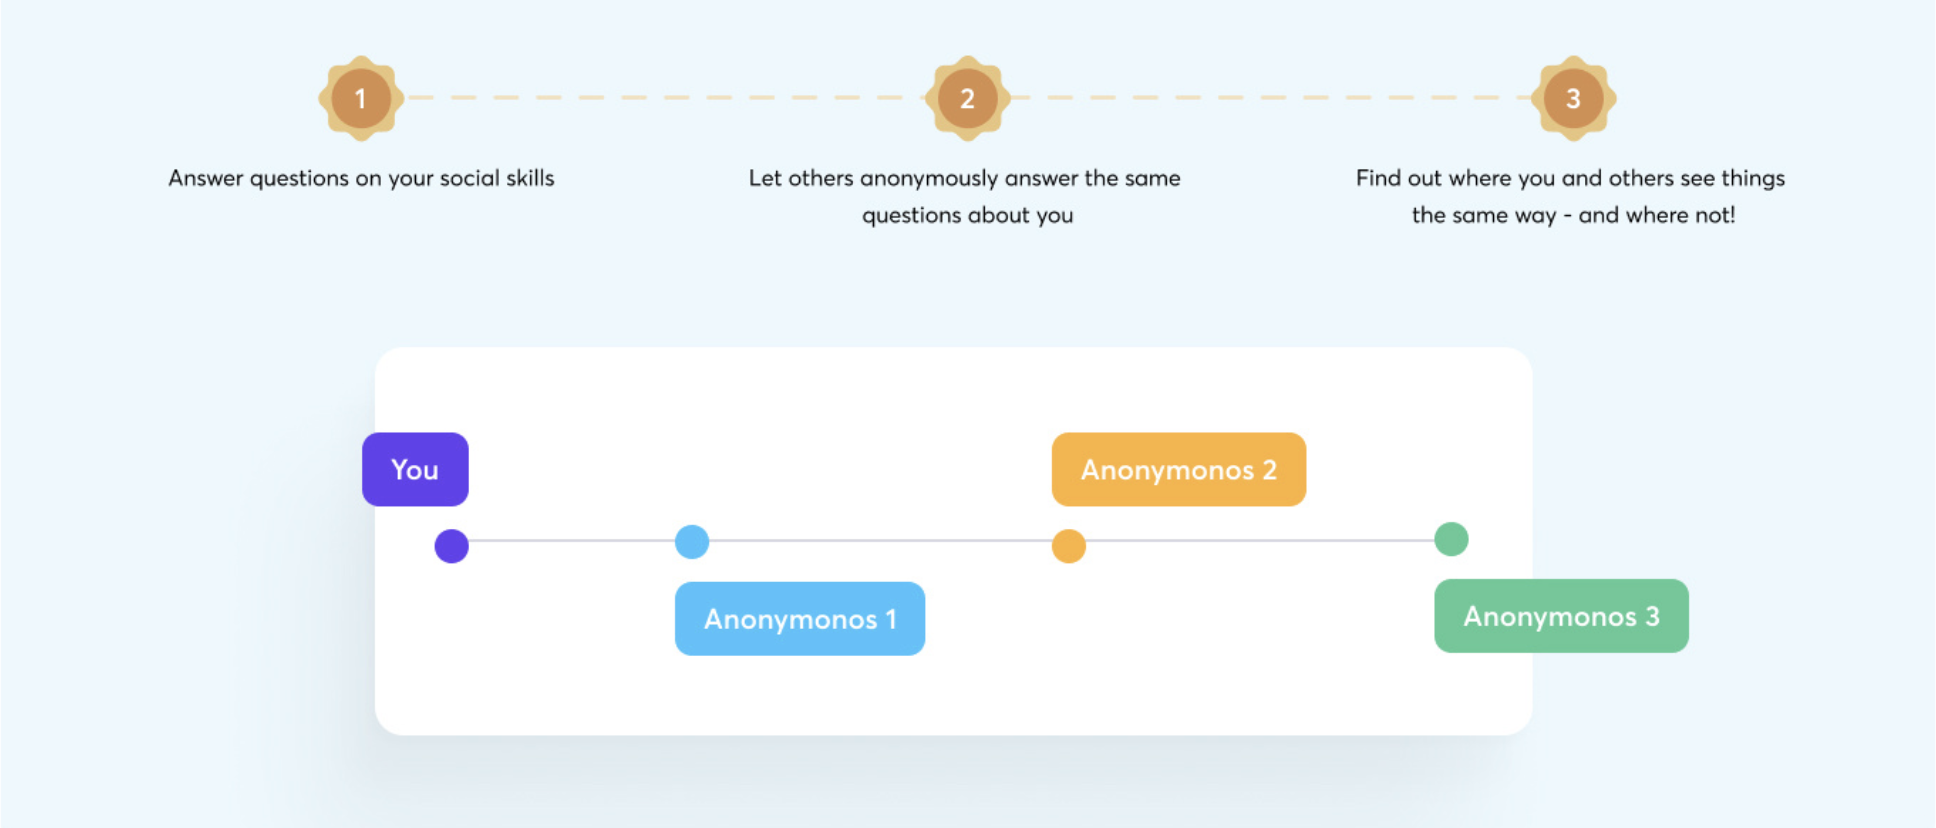 1
2
3
Answer questions on your social skills
Let others anonymously answer the same
questions about you
Find out where you and others see things
the same way - and where not!
You
Anonymonos 2
Anonymonos 1
Anonymonos 3